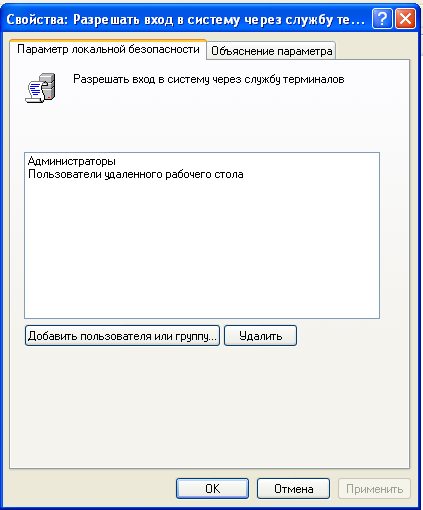 Свойства: Разрешать вход в систему через службу те...
Параметр локальной безопасности
Объяснение параметра
Разрешать вход в систему через службу терминалов
Администраторы
Пользователи удаленного рабочего стола
Добавить пользователя или группу...
Удалить
OK
Отмена
Применить